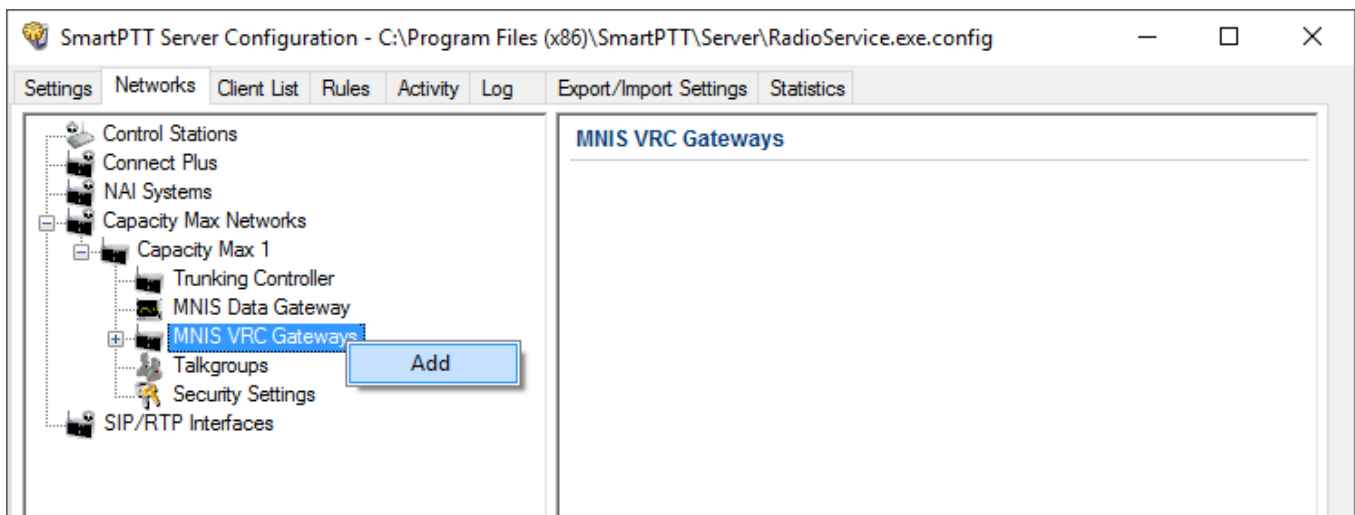 SmartPTT Server Configuration - C:\Program Files (x86)\SmartPTT\Server\RadioService.exe.config
Settings Networks Client List Rules Activity Log Export/Import Settings Statistics
Control Stations
Connect Plus
NAI Systems
Capacity Max Networks
Capacity Max 1
Trunking Controller
MNIS Data Gateway
MNIS VRC Gateways
Add
Talkgroups
Security Settings
SIP/RTP Interfaces
MNIS VRC Gateways